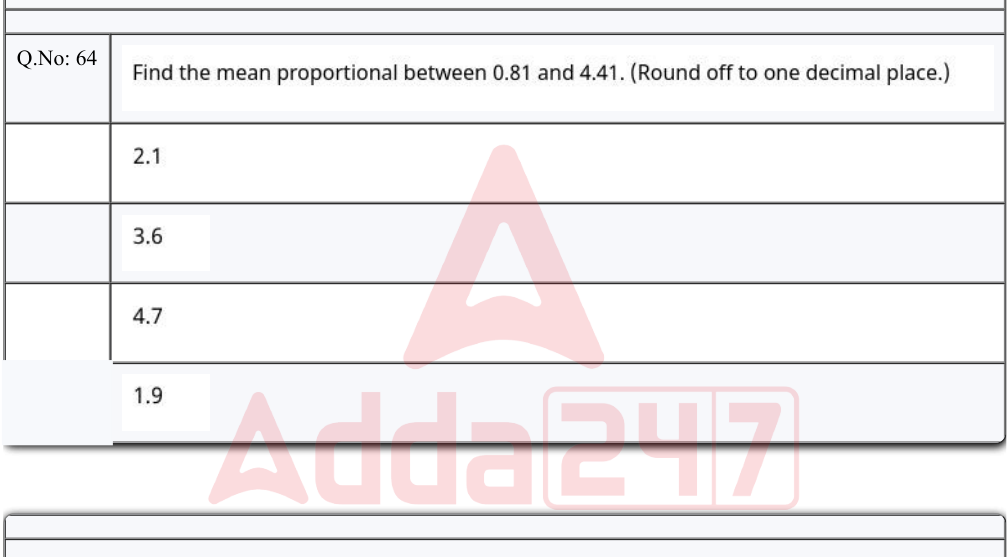 Q.No: 64
Find the mean proportional between 0.81 and 4.41. (Round off to one decimal place.)
2.1
3.6
4.7
1.9
Adda247